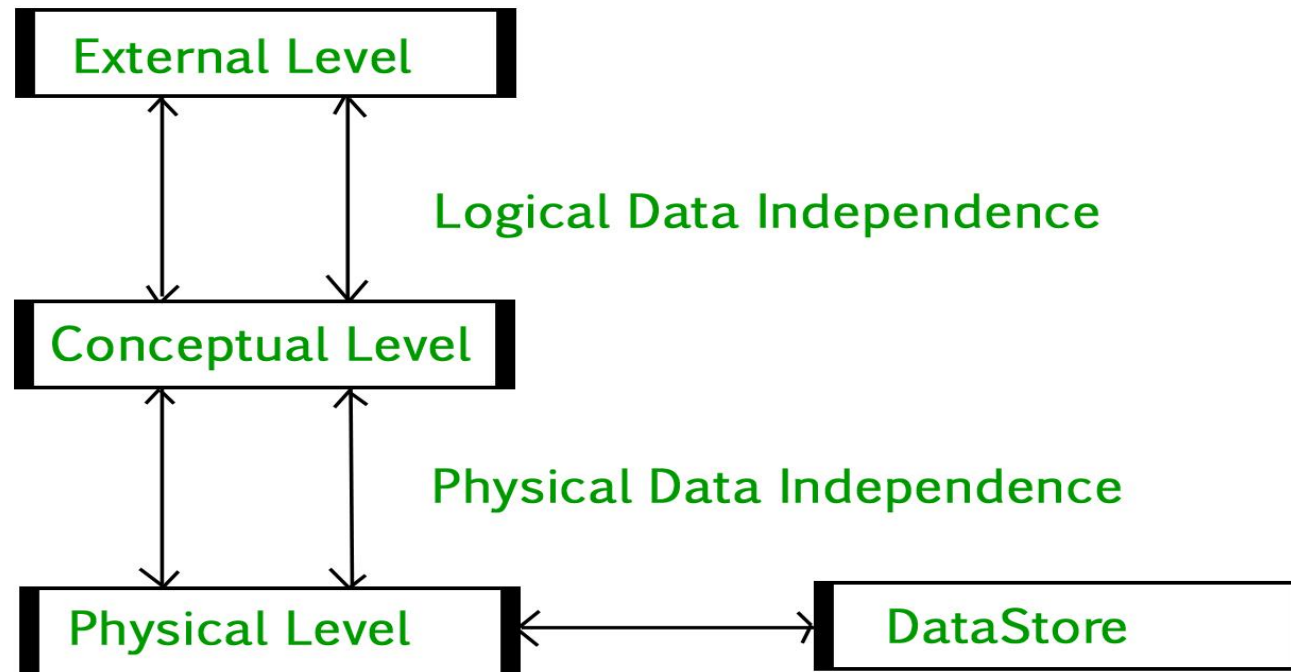 External Level
Logical Data Independence
Conceptual Level
Physical Data Independence
Physical Level
DataStore